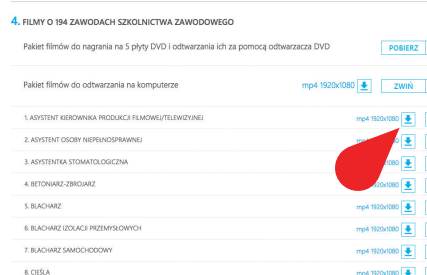 4. FILMY O 194 ZAWODACH SZKOLNICTWA ZAWODOWEGO
Pakiet filmów do nagrania na 5 płyty DVD i odtwarzania ich za pomocą odtwarzacza DVD POBIERZ
Pakiet filmów do odtwarzania na komputerze mp4 1920x1080 ZWIŃ
1. ASYSTENT KIEROWNIKA PRODUKCJI FILMOWEJ/TELEWIZYJNEJ mp4 1920x1080
2. ASYSTENT OSOBY NIEPEŁNOSPRAWNEJ
3. ASYSTENTKA STOMATOLOGICZNA
4. BETONIARZ-ZBROJARZ
5. BLACHARZ mp4 1920x1080
6. BLACHARZ IZOLACJI PRZEMYSŁOWYCH mp4 1920x1080
7. BLACHARZ SAMOCHODOWY mp4 1920x1080
8. CIEŚLA mp4 1920x1080